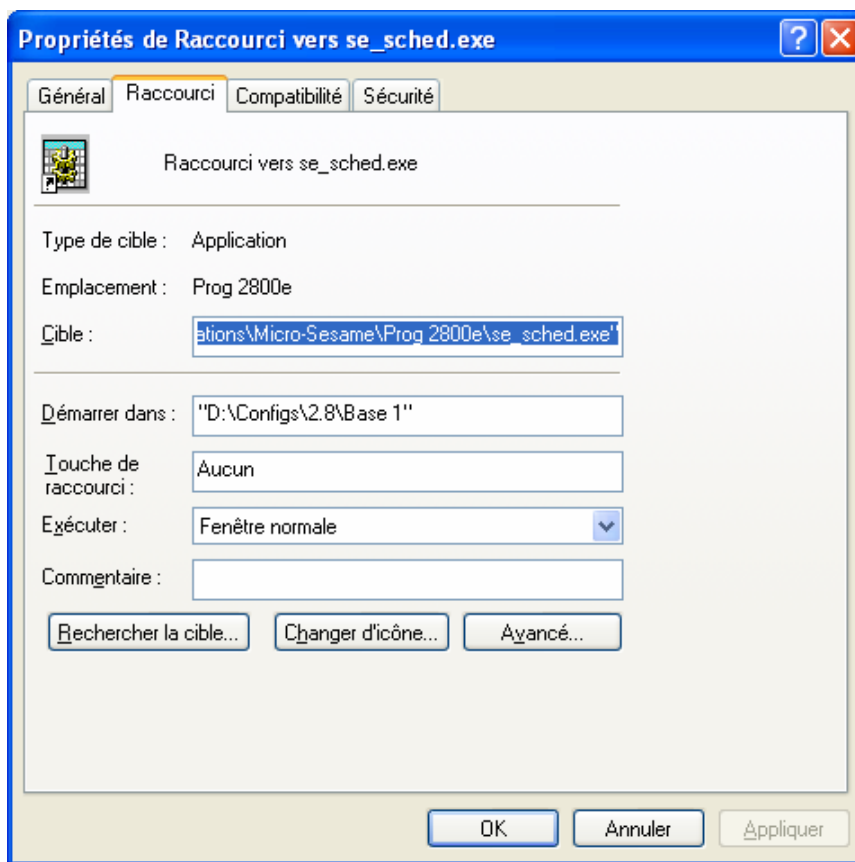 Propriétés de Raccourci vers se_sched.exe
Général Raccourci Compatibilité Sécurité
Raccourci vers se_sched.exe
Type de cible : Application
Emplacement : Prog 2800e
Cible : ations\Micro-Sesame\Prog 2800e\se_sched.exe"
Démarrer dans : "D:\Configs\2.8\Base 1"
Touche de
raccourci : Aucun
Exécuter : Fenêtre normale
Commentaire :
Rechercher la cible... Changer d'icône... Avancé...
OK Annuler Appliquer